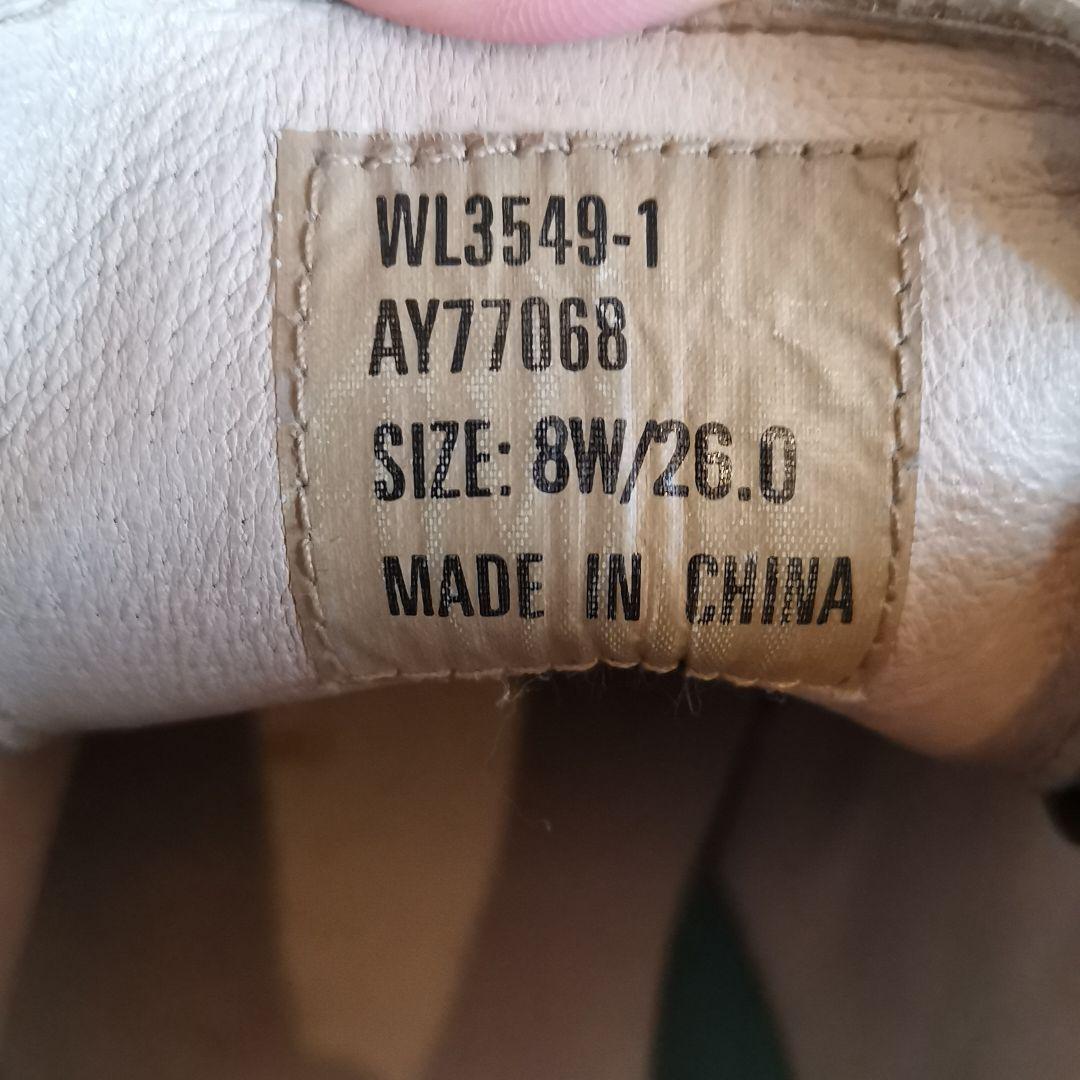 WL3549-1
AY77068
SIZE: 8W/26.0
MADE IN CHINA